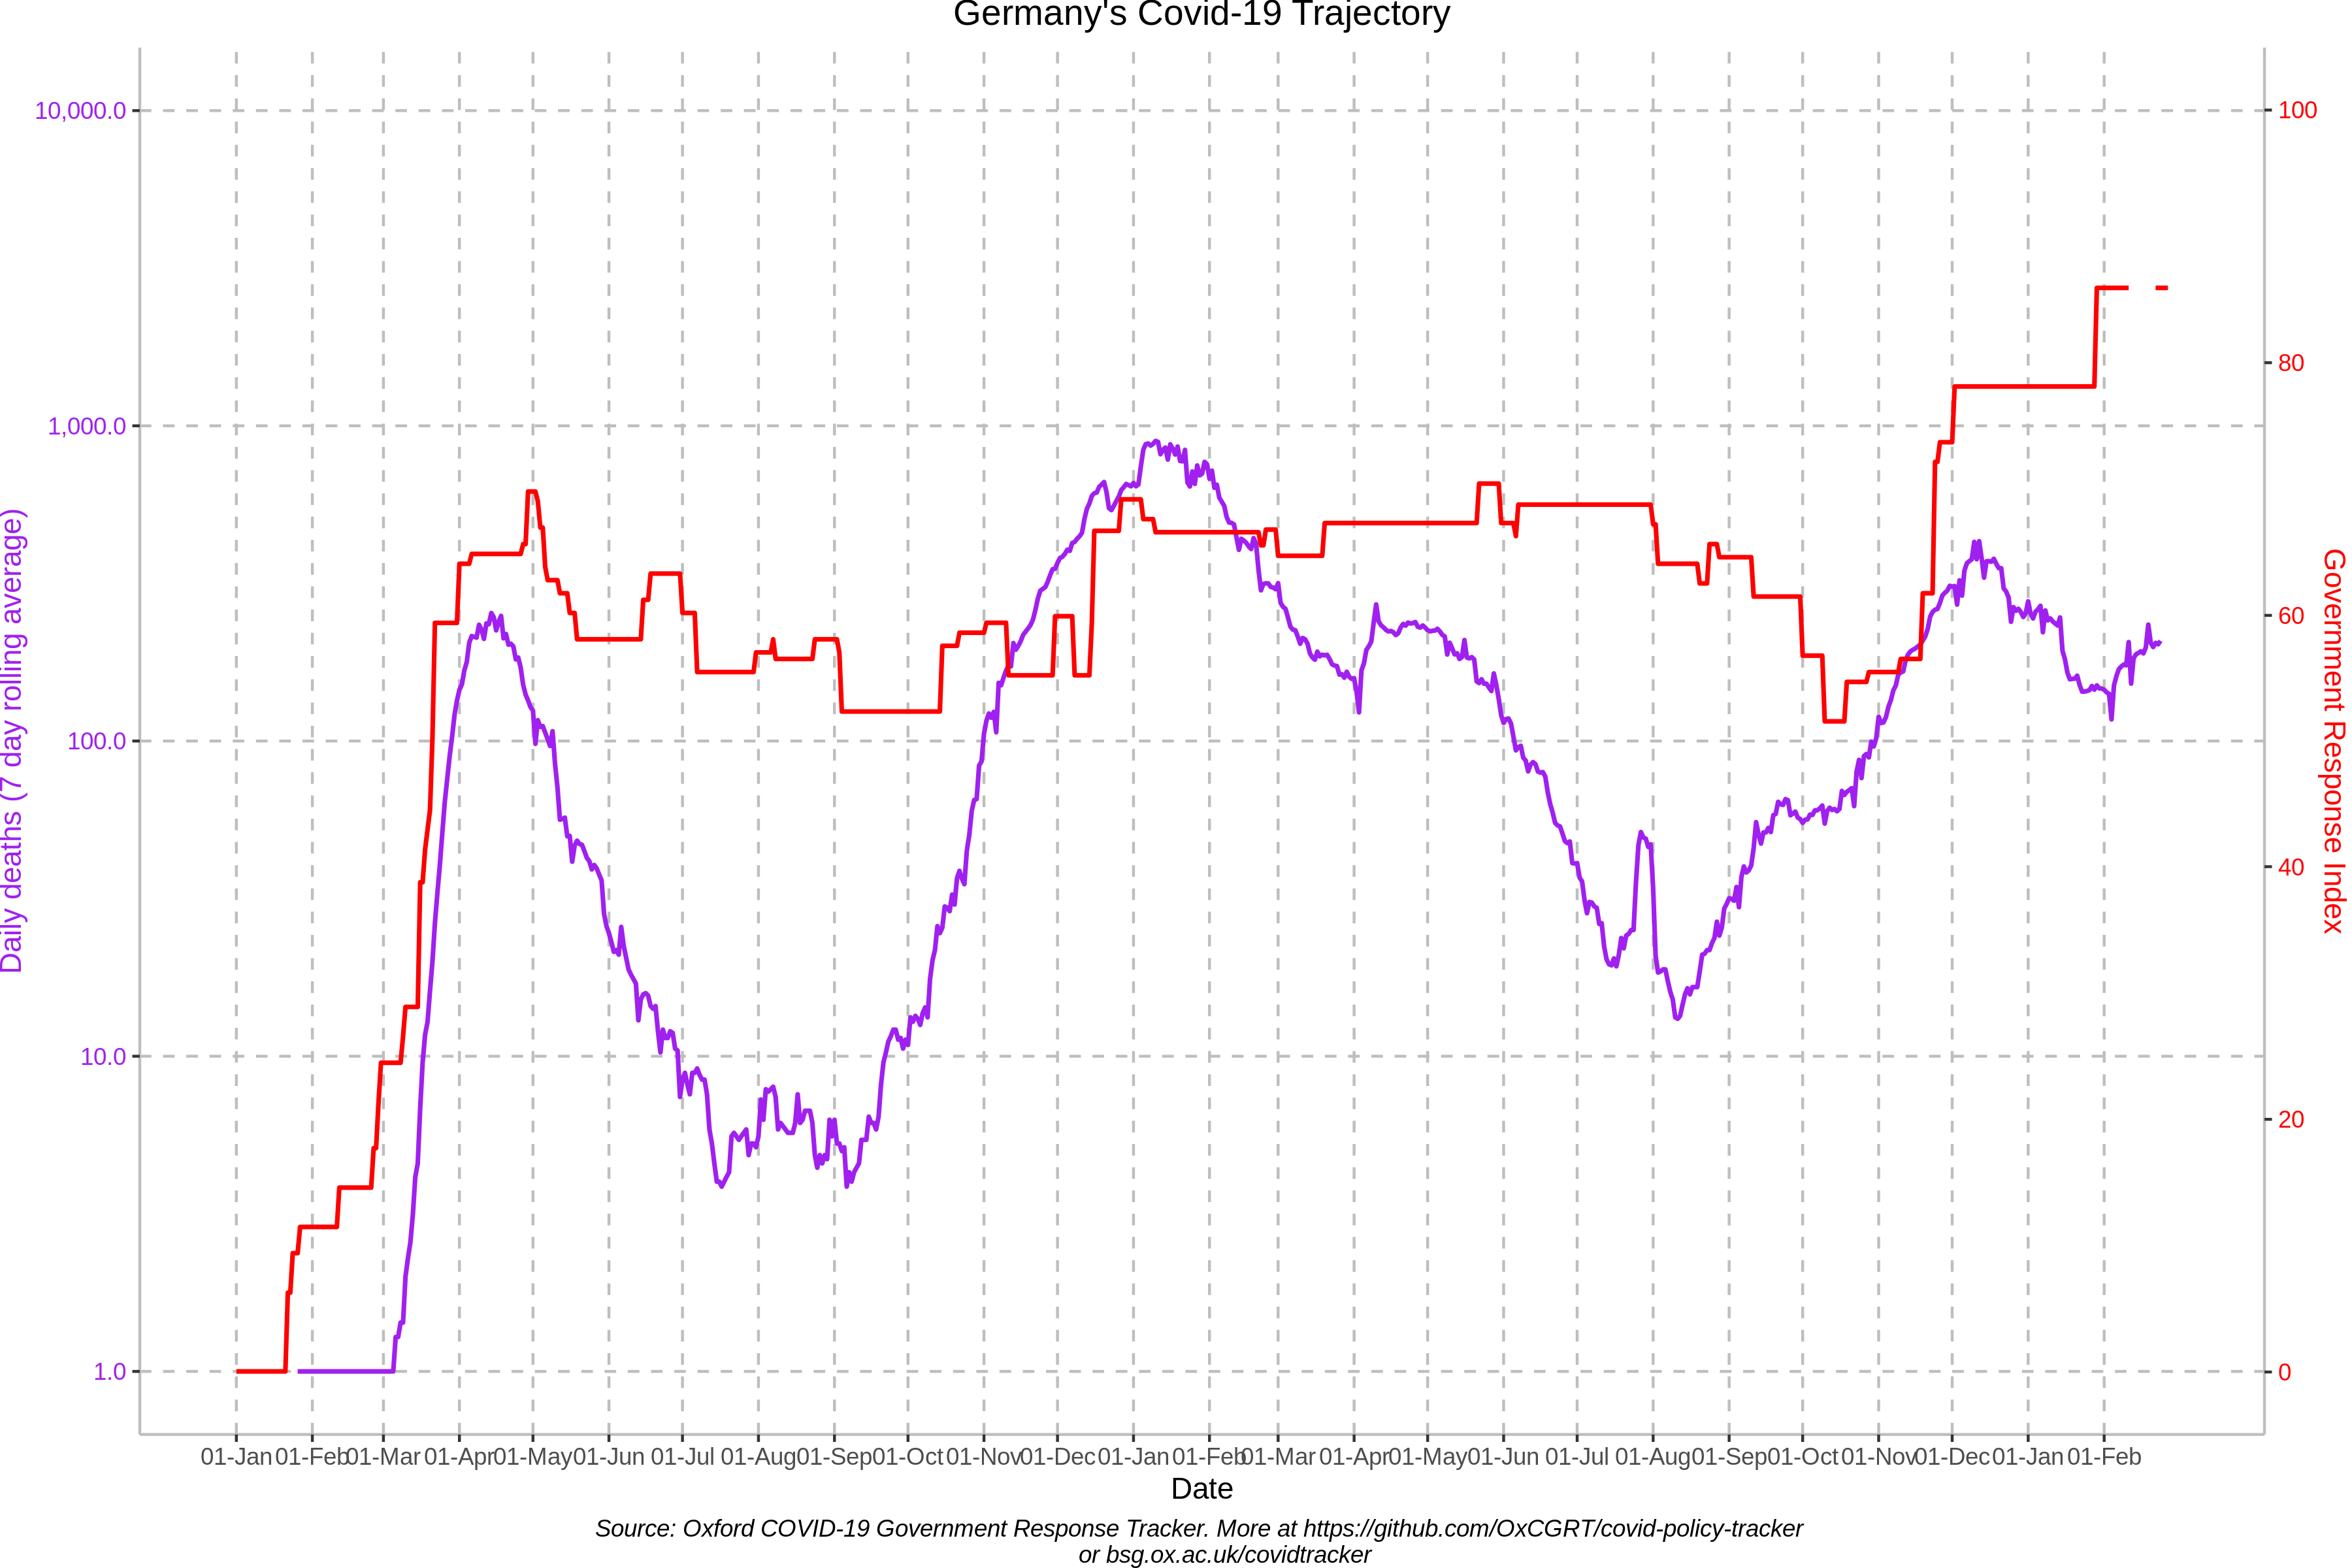 Germany's Covid-19 Trajectory
10,000.0
1,000.0
100.0
10.0
1.0
Daily deaths (7 day rolling average)
100
80
60
40
20
0
Government Response Index
01-Jan 01-Feb 01-Mar 01-Apr 01-May 01-Jun 01-Jul 01-Aug 01-Sep 01-Oct 01-Nov 01-Dec 01-Jan 01-Feb 01-Mar 01-Apr 01-May 01-Jun 01-Jul 01-Aug 01-Sep 01-Oct 01-Nov 01-Dec 01-Jan 01-Feb
Date
Source: Oxford COVID-19 Government Response Tracker. More at https://github.com/OxCGRT/covid-policy-tracker
or bsg.ox.ac.uk/covidtracker